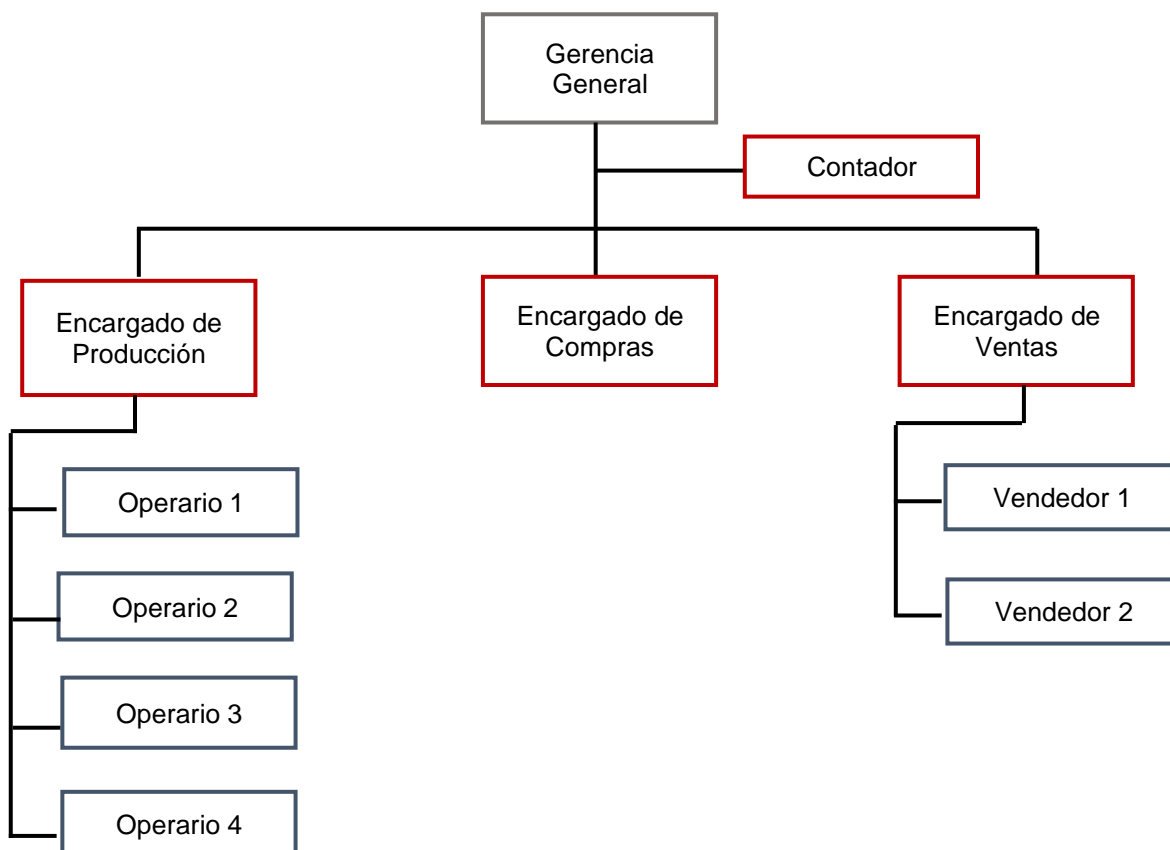 Gerencia
General
Contador
Encargado de
Producción
Encargado de
Compras
Encargado de
Ventas
Operario 1
Operario 2
Operario 3
Operario 4
Vendedor 1
Vendedor 2